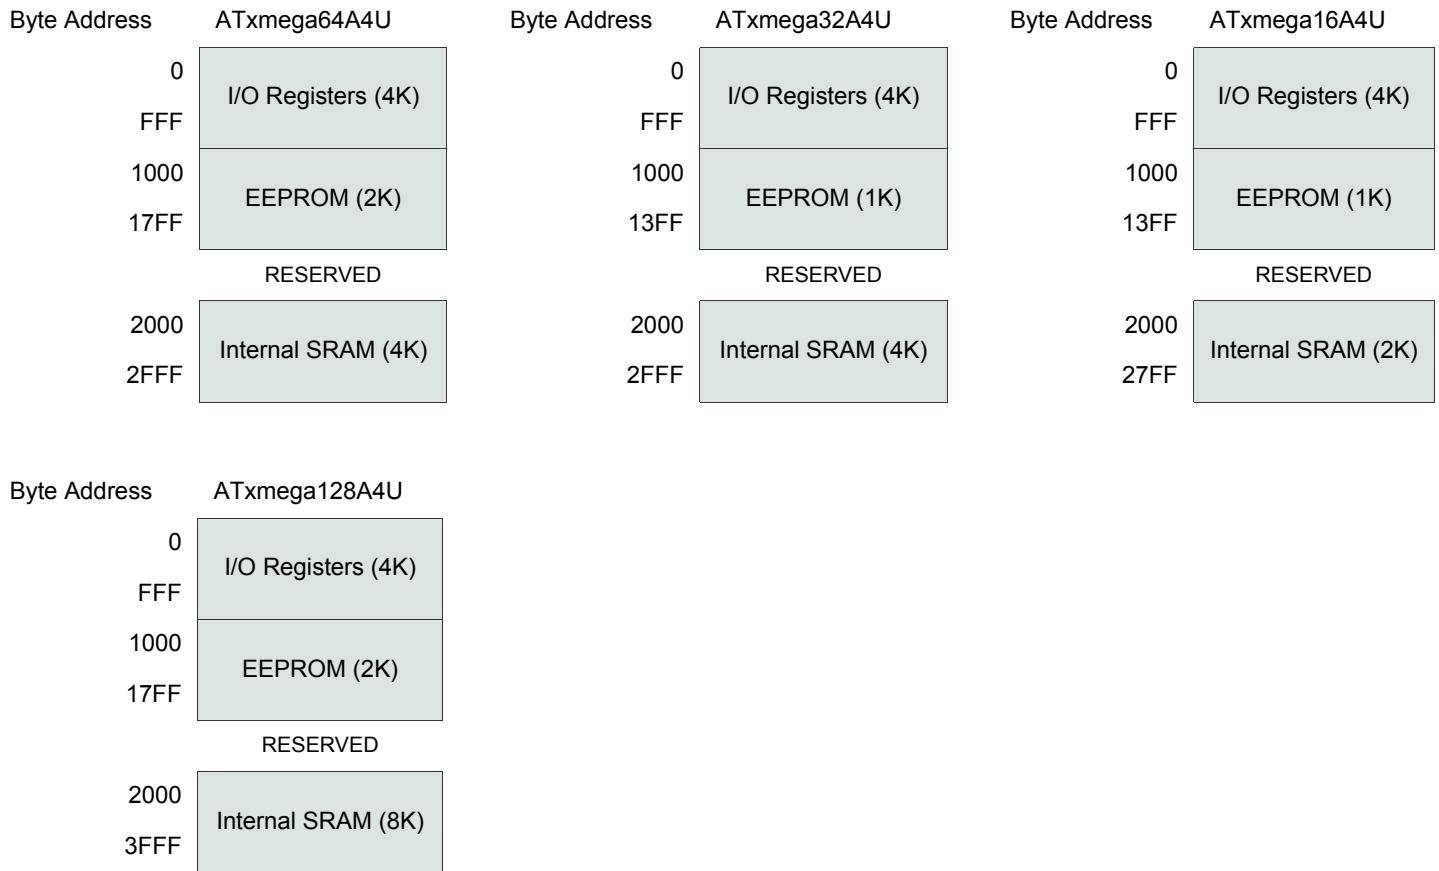 Byte Address ATxmega64A4U
0
I/O Registers (4K)
FFF
1000
EEPROM (2K)
17FF
RESERVED
2000
Internal SRAM (4K)
2FFF
Byte Address ATxmega32A4U
0
I/O Registers (4K)
FFF
1000
EEPROM (1K)
13FF
RESERVED
2000
Internal SRAM (4K)
2FFF
Byte Address ATxmega16A4U
0
I/O Registers (4K)
FFF
1000
EEPROM (1K)
13FF
RESERVED
2000
Internal SRAM (2K)
27FF
Byte Address ATxmega128A4U
0
I/O Registers (4K)
FFF
1000
EEPROM (2K)
17FF
RESERVED
2000
Internal SRAM (8K)
3FFF